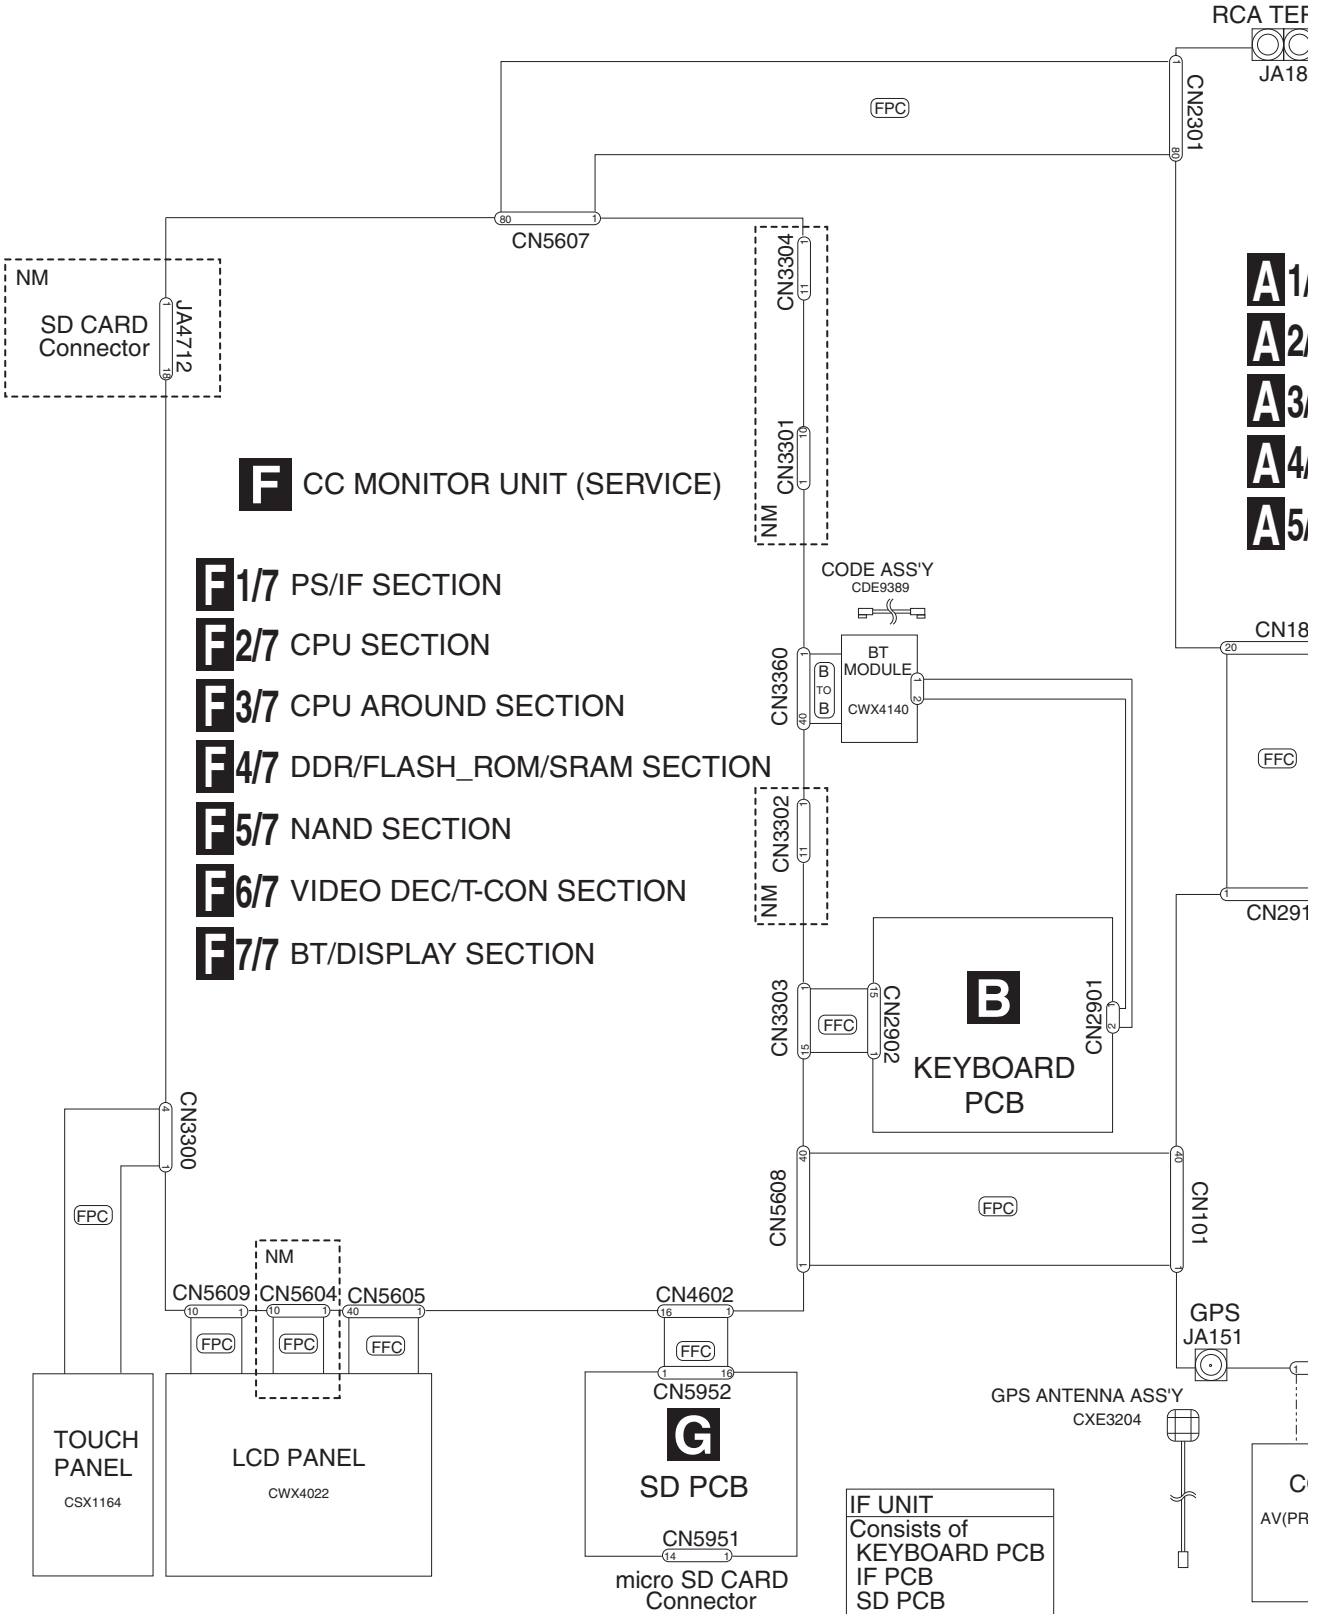 RCA TER
JA18
1
CN2301
80
FPC
80
1
CN5607
NM
SD CARD
Connector
1
JA4712
18
CN3304
1
11
CN3301
10
1
NM
A 1/
A 2/
A 3/
A 4/
A 5/
F CC MONITOR UNIT (SERVICE)
F 1/7 PS/IF SECTION
F 2/7 CPU SECTION
F 3/7 CPU AROUND SECTION
F 4/7 DDR/FLASH_ROM/SRAM SECTION
F 5/7 NAND SECTION
F 6/7 VIDEO DEC/T-CON SECTION
F 7/7 BT/DISPLAY SECTION
CODE ASS'Y
CDE9389
CN3360
1
40
B
TO
B
BT
MODULE
CWX4140
1
2
CN18
20
FFC
1
CN291
CN3302
1
11
NM
CN3303
1
15
FFC
15
1
CN2902
B
KEYBOARD
PCB
CN2901
1
2
4
1
CN3300
FPC
CN5608
40
1
FPC
40
1
CN101
NM
CN5609
10
1
FPC
CN5604
10
1
FPC
CN5605
40
1
FFC
CN4602
16
1
FFC
1
16
CN5952
G
SD PCB
CN5951
14
1
micro SD CARD
Connector
GPS
JA151
1
GPS ANTENNA ASS'Y
CXE3204
TOUCH
PANEL
CSX1164
LCD PANEL
CWX4022
IF UNIT
Consists of
KEYBOARD PCB
IF PCB
SD PCB
AV(PR